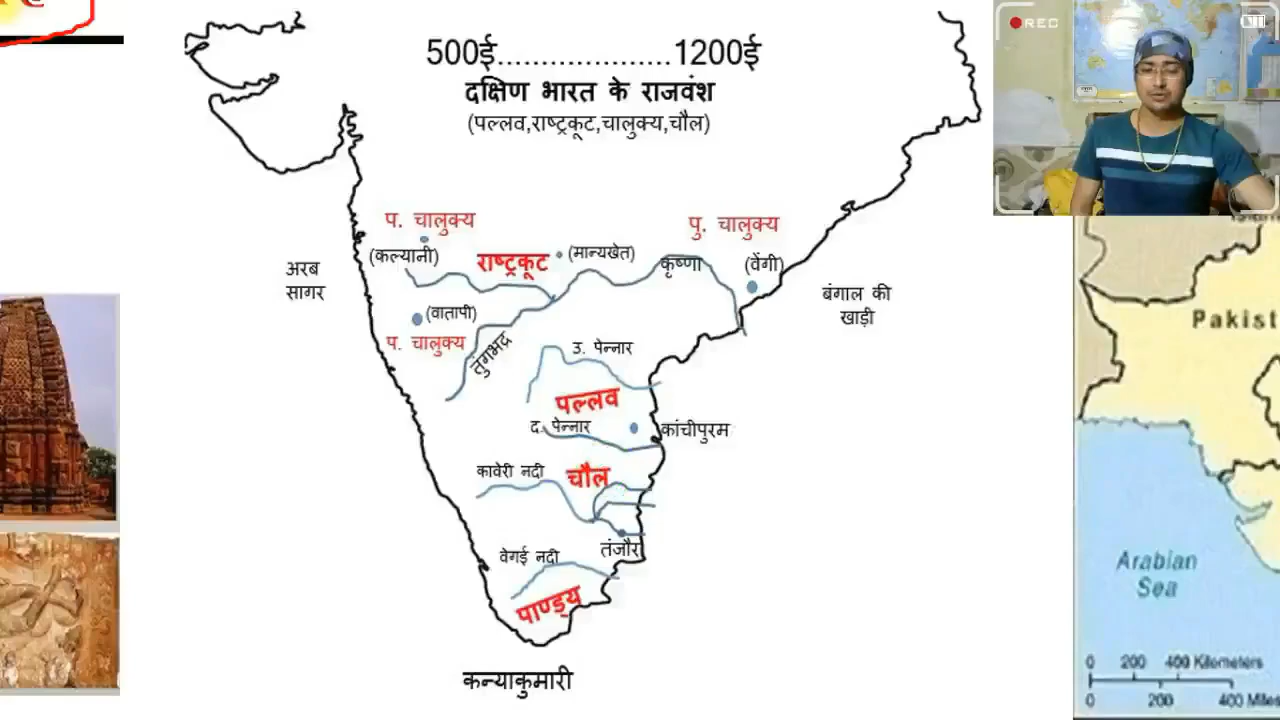 REC
500ई.....................1200ई
दक्षिण भारत के राजवंश
(पल्लव,राष्ट्रकूट,चालुक्य,चौल)
प. चालुक्य
पु. चालुक्य
(कल्यानी)
राष्ट्रकूट
(मान्यखेत)
कृष्णा
(वेंगी)
अरब
सागर
बंगाल की
खाड़ी
(वातापी)
प. चालुक्य
तुंगभद्र
उ. पेन्नार
पल्लव
द. पेन्नार
कांचीपुरम
कावेरी नदी
चौल
वेगई नदी
तंजौर
पाण्ड्य
कन्याकुमारी
Pakist
Arabian
Sea
0 200 400 Kilometers
0 200 400 Miles